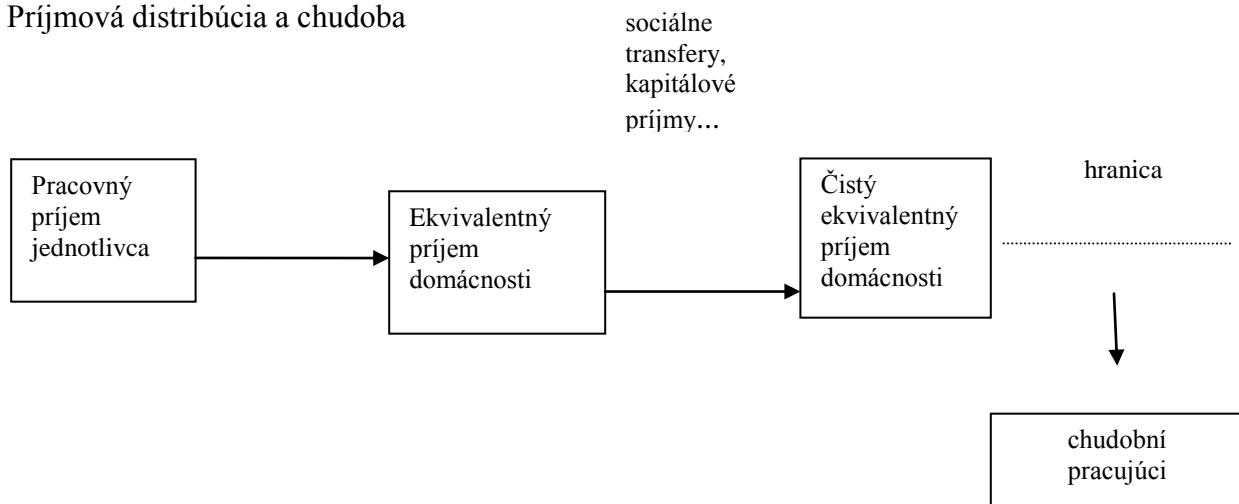 Príjmová distribúcia a chudoba
sociálne
transfery,
kapitálové
príjmy...
Pracovný
príjem
jednotlivca
Ekvivalentný
príjem
domácnosti
Čistý
ekvivalentný
príjem
domácnosti
hranica
chudobní
pracujúci